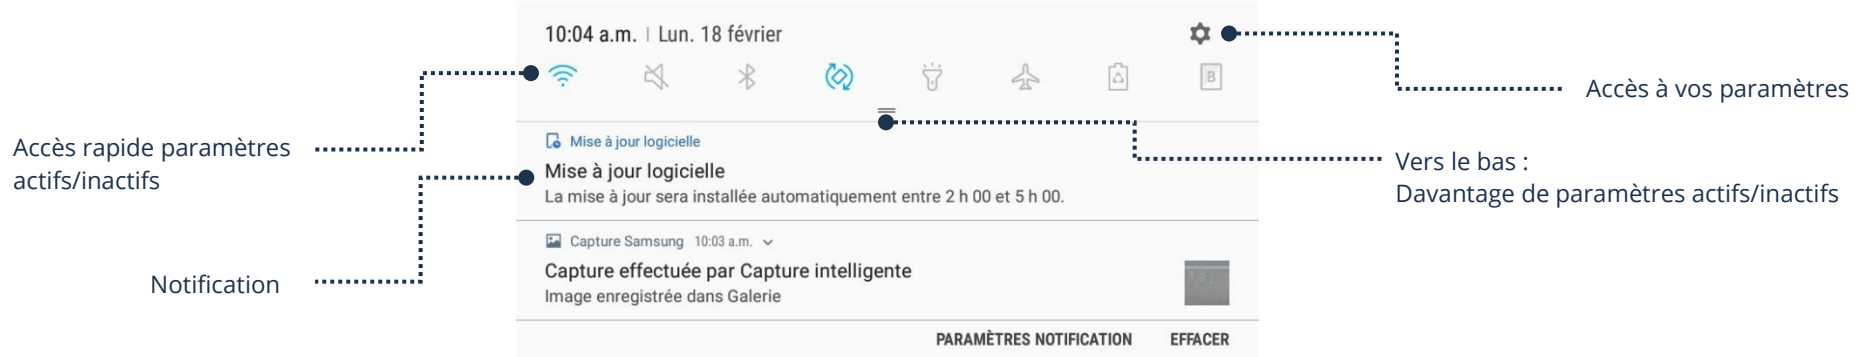 10:04 a.m. | Lun. 18 février
Accès à vos paramètres
B
Accès rapide paramètres
actifs/inactifs
Mise à jour logicielle
Mise à jour logicielle
La mise à jour sera installée automatiquement entre 2 h 00 et 5 h 00.
Vers le bas :
Davantage de paramètres actifs/inactifs
Notification
Capture Samsung 10:03 a.m.
Capture effectuée par Capture intelligente
Image enregistrée dans Galerie
PARAMÈTRES NOTIFICATION EFFACER